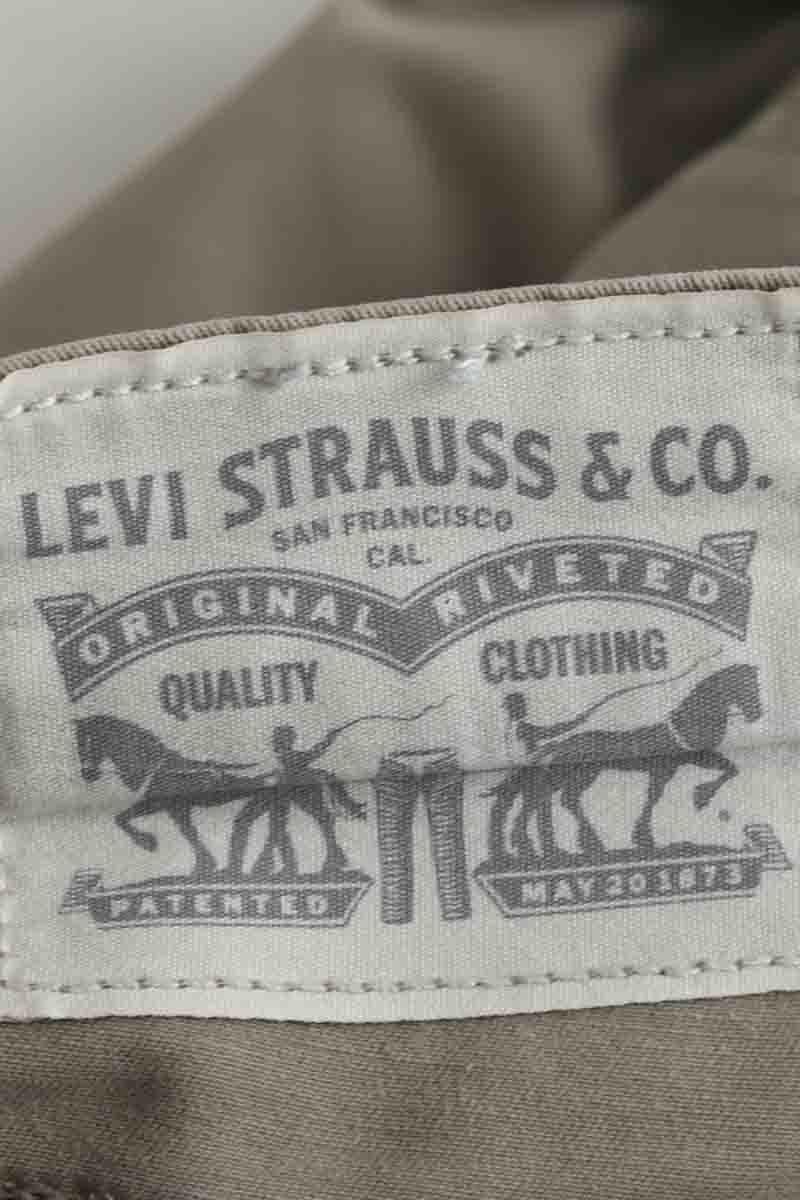 LEVI STRAUSS & CO.
SAN FRANCISCO
CAL.
ORIGINAL RIVETED
QUALITY CLOTHING
PATENTED MAY 20 1873